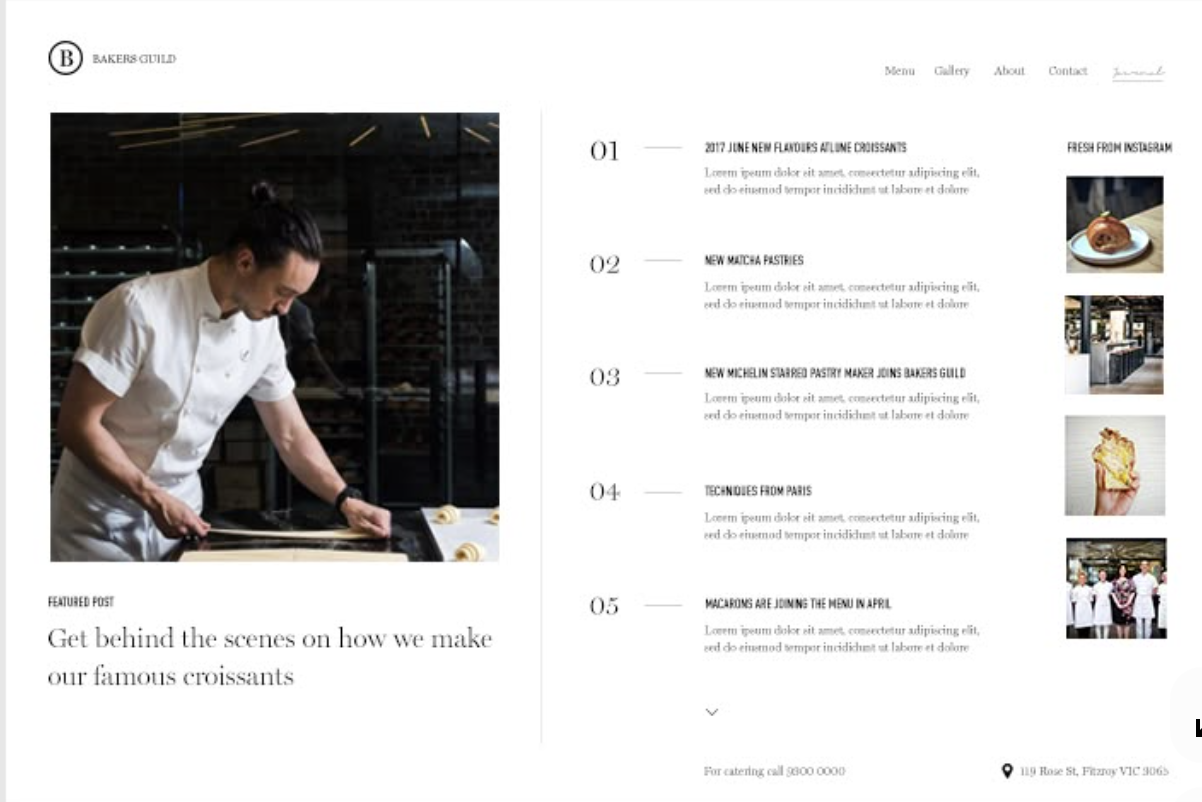 B BAKERS GUILD
Menu Gallery About Contact Journal
FEATURED POST
Get behind the scenes on how we make
our famous croissants
01
2017 JUNE NEW FLAVOURS ATLUNE CROISSANTS
Lorem ipsum dolor sit amet, consectetur adipiscing elit,
sed do eiusmod tempor incididunt ut labore et dolore
02
NEW MATCHA PASTRIES
Lorem ipsum dolor sit amet, consectetur adipiscing elit,
sed do eiusmod tempor incididunt ut labore et dolore
03
NEW MICHELIN STARRED PASTRY MAKER JOINS BAKERS GUILD
Lorem ipsum dolor sit amet, consectetur adipiscing elit,
sed do eiusmod tempor incididunt ut labore et dolore
04
TECHNIQUES FROM PARIS
Lorem ipsum dolor sit amet, consectetur adipiscing elit,
sed do eiusmod tempor incididunt ut labore et dolore
05
MACARONS ARE JOINING THE MENU IN APRIL
Lorem ipsum dolor sit amet, consectetur adipiscing elit,
sed do eiusmod tempor incididunt ut labore et dolore
FRESH FROM INSTAGRAM
For catering call 9300 0000
119 Rose St, Fitzroy VIC 3065